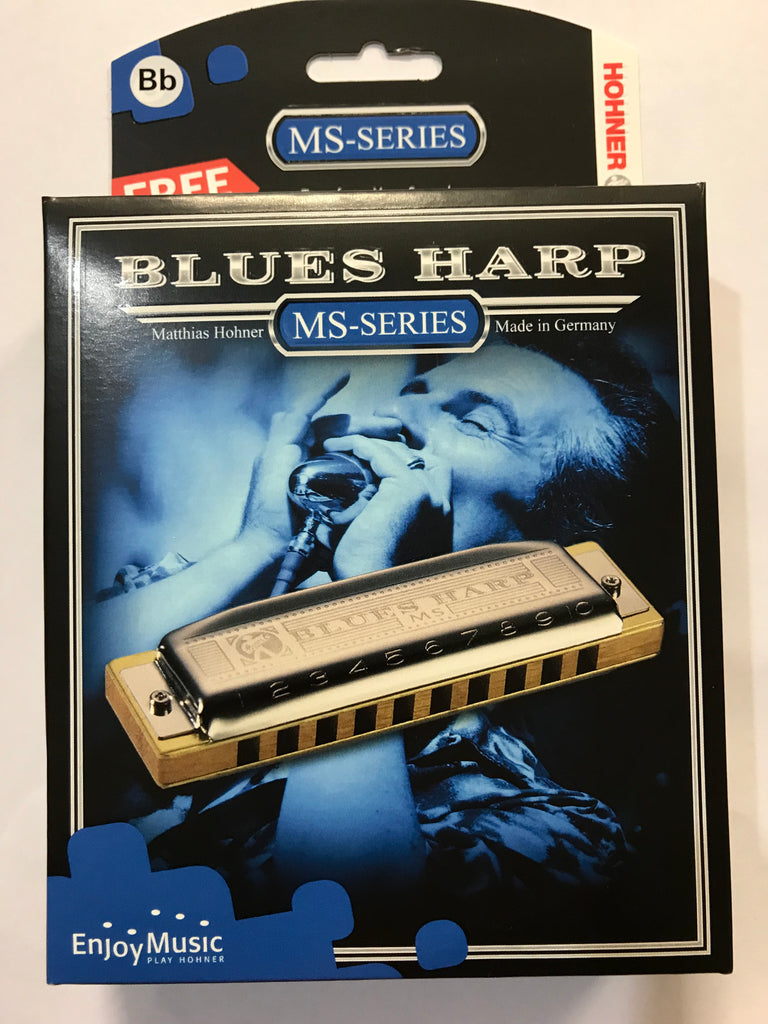 Bb
HOHNER
MS-SERIES
FREE
BLUES HARP
Matthias Hohner
MS-SERIES
Made in Germany
BLUES HARP
MS
1 2 3 4 5 6 7 8 9 10
EnjoyMusic
PLAY HOHNER